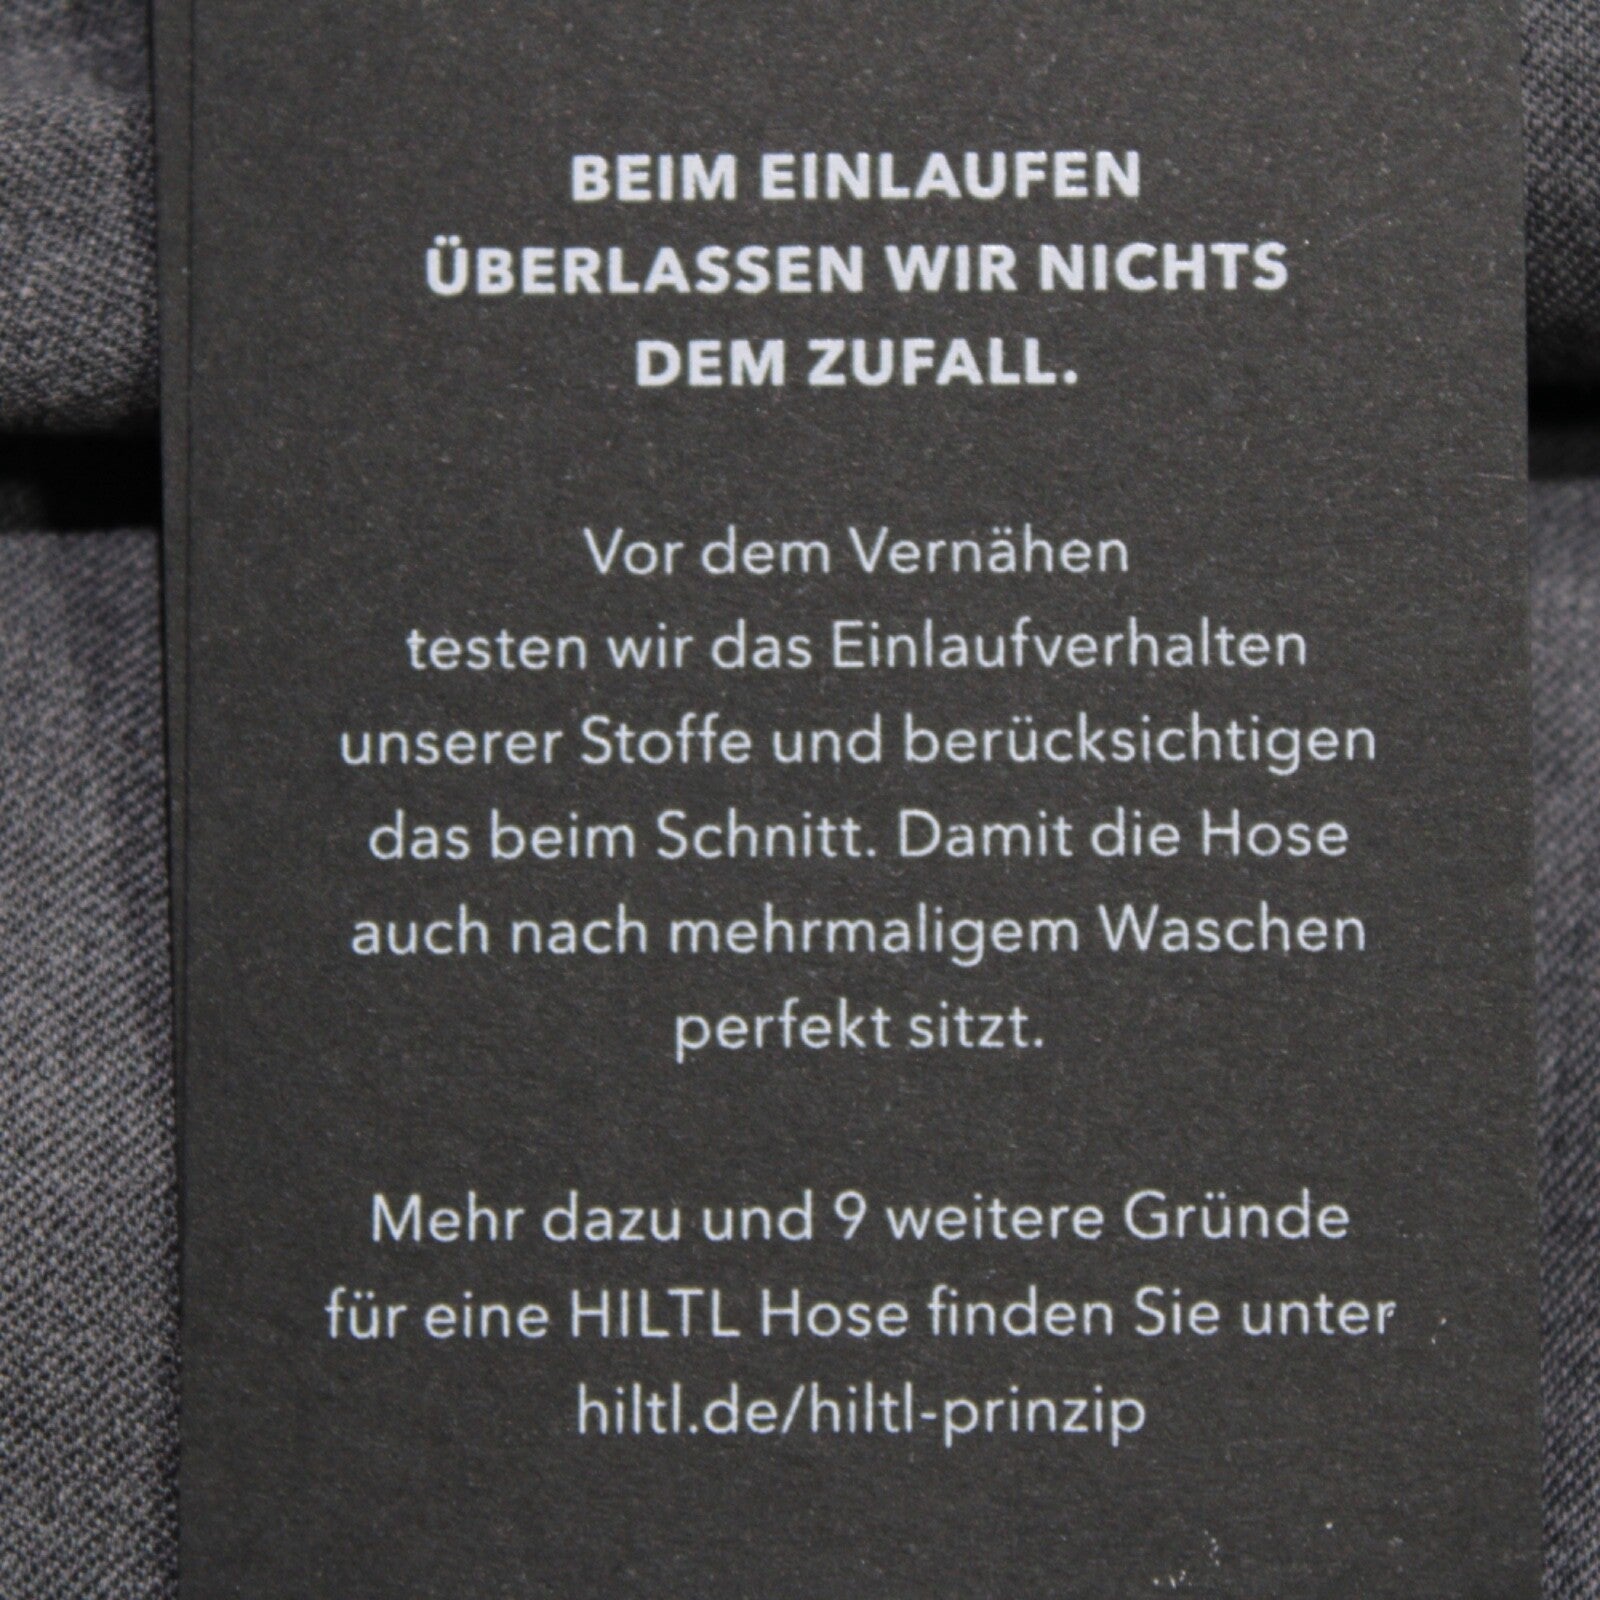 BEIM EINLAUFEN
ÜBERLASSEN WIR NICHTS
DEM ZUFALL.
Vor dem Vernähen
testen wir das Einlaufverhalten
unserer Stoffe und berücksichtigen
das beim Schnitt. Damit die Hose
auch nach mehrmaligem Waschen
perfekt sitzt.
Mehr dazu und 9 weitere Gründe
für eine HILTL Hose finden Sie unter
hiltl.de/hiltl-prinzip